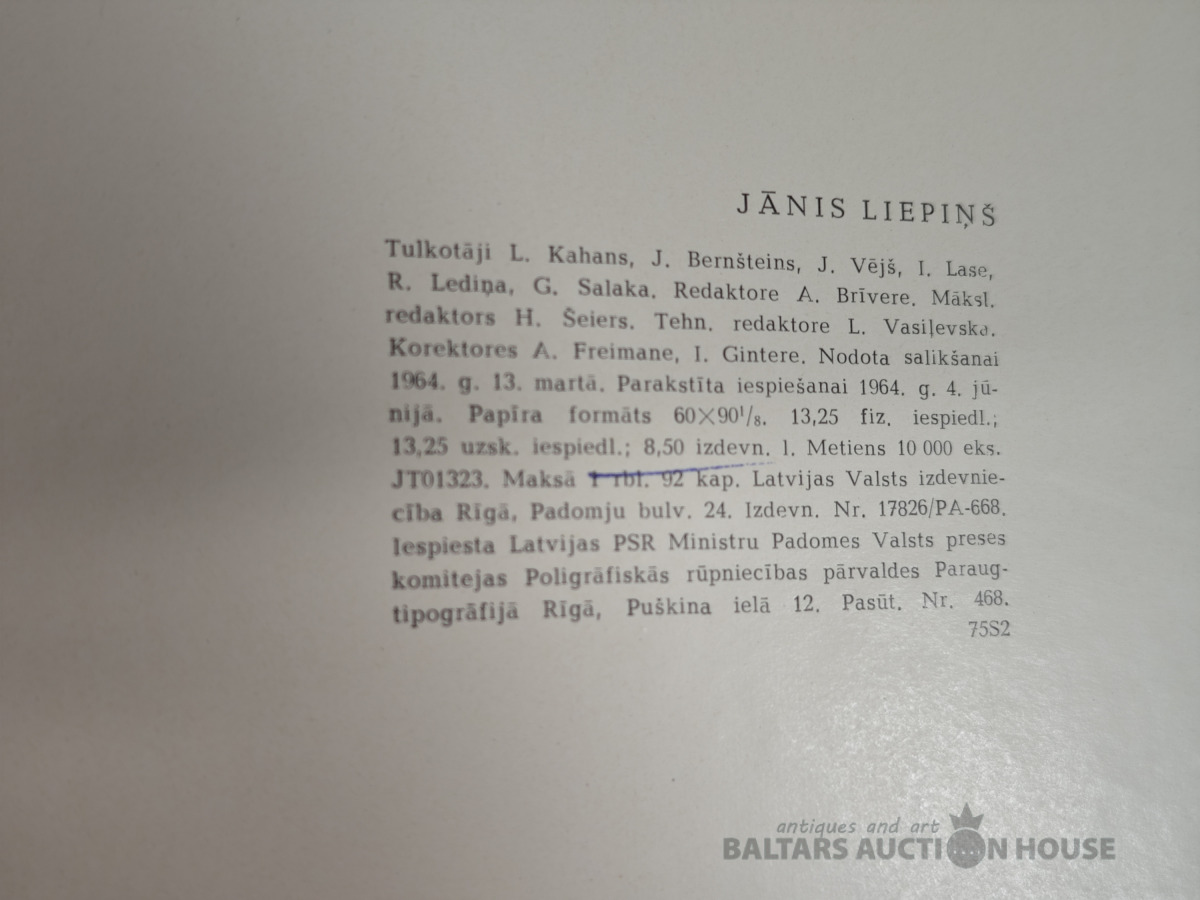 JĀNIS LIEPIŅŠ
Tulkotāji L. Kahans, J. Bernšteins, J. Vējš, I. Lase,
R. Lediņa, G. Salaka. Redaktore A. Brīvere. Māksl.
redaktors H. Šeiers. Tehn. redaktore L. Vasiļevska.
Korektores A. Freimane, I. Gintere. Nodota salikšanai
1964. g. 13. martā. Parakstīta iespiešanai 1964. g. 4. jū-
nijā. Papīra formāts 60×90¹/₈. 13,25 fiz. iespiedl.;
13,25 uzsk. iespiedl.; 8,50 izdevn. l. Metiens 10 000 eks.
JT01323. Maksā 1 rbl. 92 kap. Latvijas Valsts izdevnie-
cība Rīgā, Padomju bulv. 24. Izdevn. Nr. 17826/PA-668.
Iespiesta Latvijas PSR Ministru Padomes Valsts preses
komitejas Poligrāfiskās rūpniecības pārvaldes Paraug-
tipogrāfijā Rīgā, Puškina ielā 12. Pasūt. Nr. 468.
75S2
antiques and art
BALTARS AUCTION HOUSE